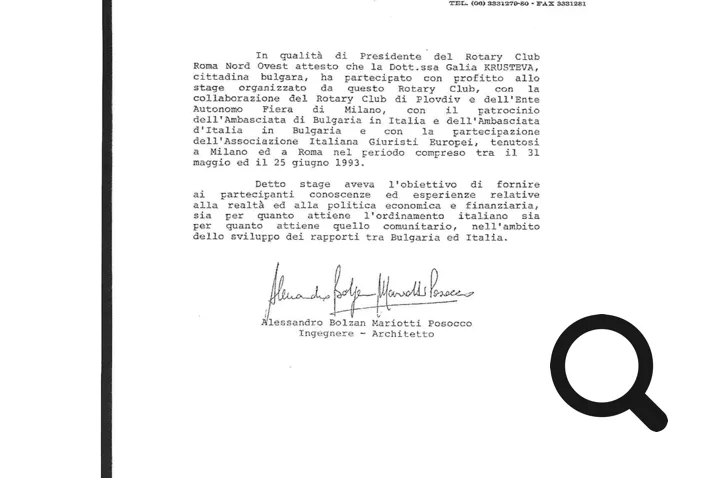 TEL. (06) 3331279-80 • FAX 3331281
In qualità di Presidente del Rotary Club
Roma Nord Ovest attesto che la Dott.ssa Galia KRUSTEVA,
cittadina bulgara, ha partecipato con profitto allo
stage organizzato da questo Rotary Club, con la
collaborazione del Rotary Club di Plovdiv e dell'Ente
Autonomo Fiera di Milano, con il patrocinio
dell'Ambasciata di Bulgaria in Italia e dell'Ambasciata
d'Italia in Bulgaria e con la partecipazione
dell'Associazione Italiana Giuristi Europei, tenutosi
a Milano ed a Roma nel periodo compreso tra il 31
maggio ed il 25 giugno 1993.
Detto stage aveva l'obiettivo di fornire
ai partecipanti conoscenze ed esperienze relative
alla realtà ed alla politica economica e finanziaria,
sia per quanto attiene l'ordinamento italiano sia
per quanto attiene quello comunitario, nell'ambito
dello sviluppo dei rapporti tra Bulgaria ed Italia.
Alessandro Bolzan Mariotti Posocco
Alessandro Bolzan Mariotti Posocco
Ingegnere - Architetto